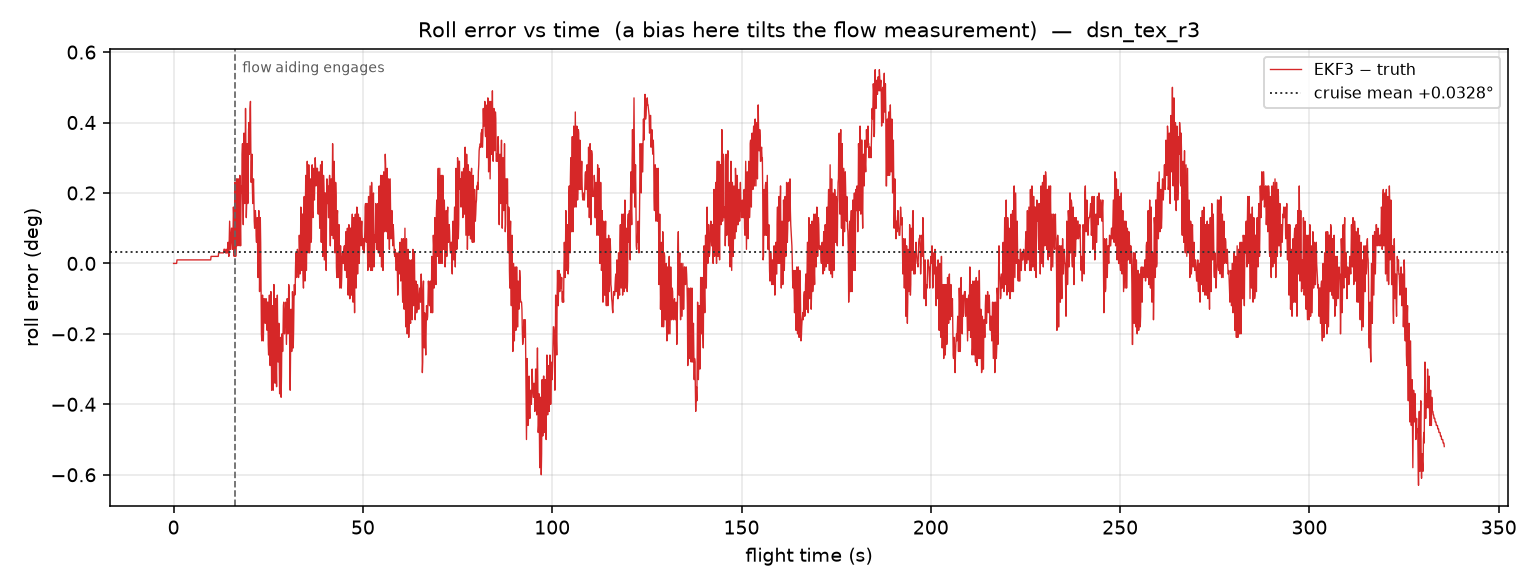 Roll error vs time  (a bias here tilts the flow measurement)  —  dsn_tex_r3
flow aiding engages
EKF3 − truth
cruise mean +0.0328°
roll error (deg)
0.6
0.4
0.2
0.0
−0.2
−0.4
−0.6
0 50 100 150 200 250 300 350
flight time (s)